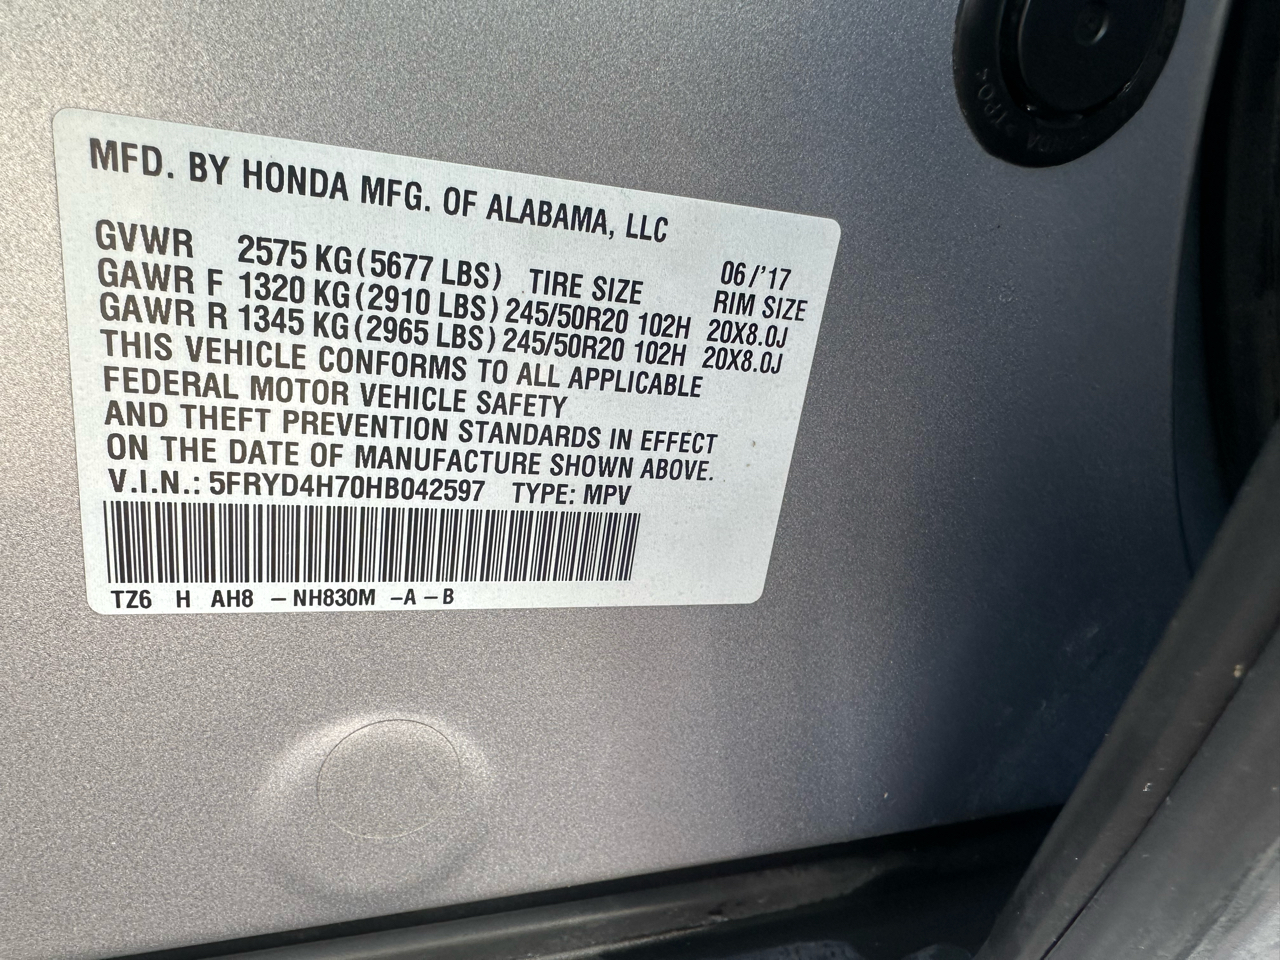 MFD. BY HONDA MFG. OF ALABAMA, LLC
06/'17
GVWR 2575 KG (5677 LBS) TIRE SIZE RIM SIZE
GAWR F 1320 KG (2910 LBS) 245/50R20 102H 20X8.0J
GAWR R 1345 KG (2965 LBS) 245/50R20 102H 20X8.0J
THIS VEHICLE CONFORMS TO ALL APPLICABLE
FEDERAL MOTOR VEHICLE SAFETY
AND THEFT PREVENTION STANDARDS IN EFFECT
ON THE DATE OF MANUFACTURE SHOWN ABOVE.
V.I.N.: 5FRYD4H70HB042597 TYPE: MPV
TZ6 H AH8 – NH830M –A – B